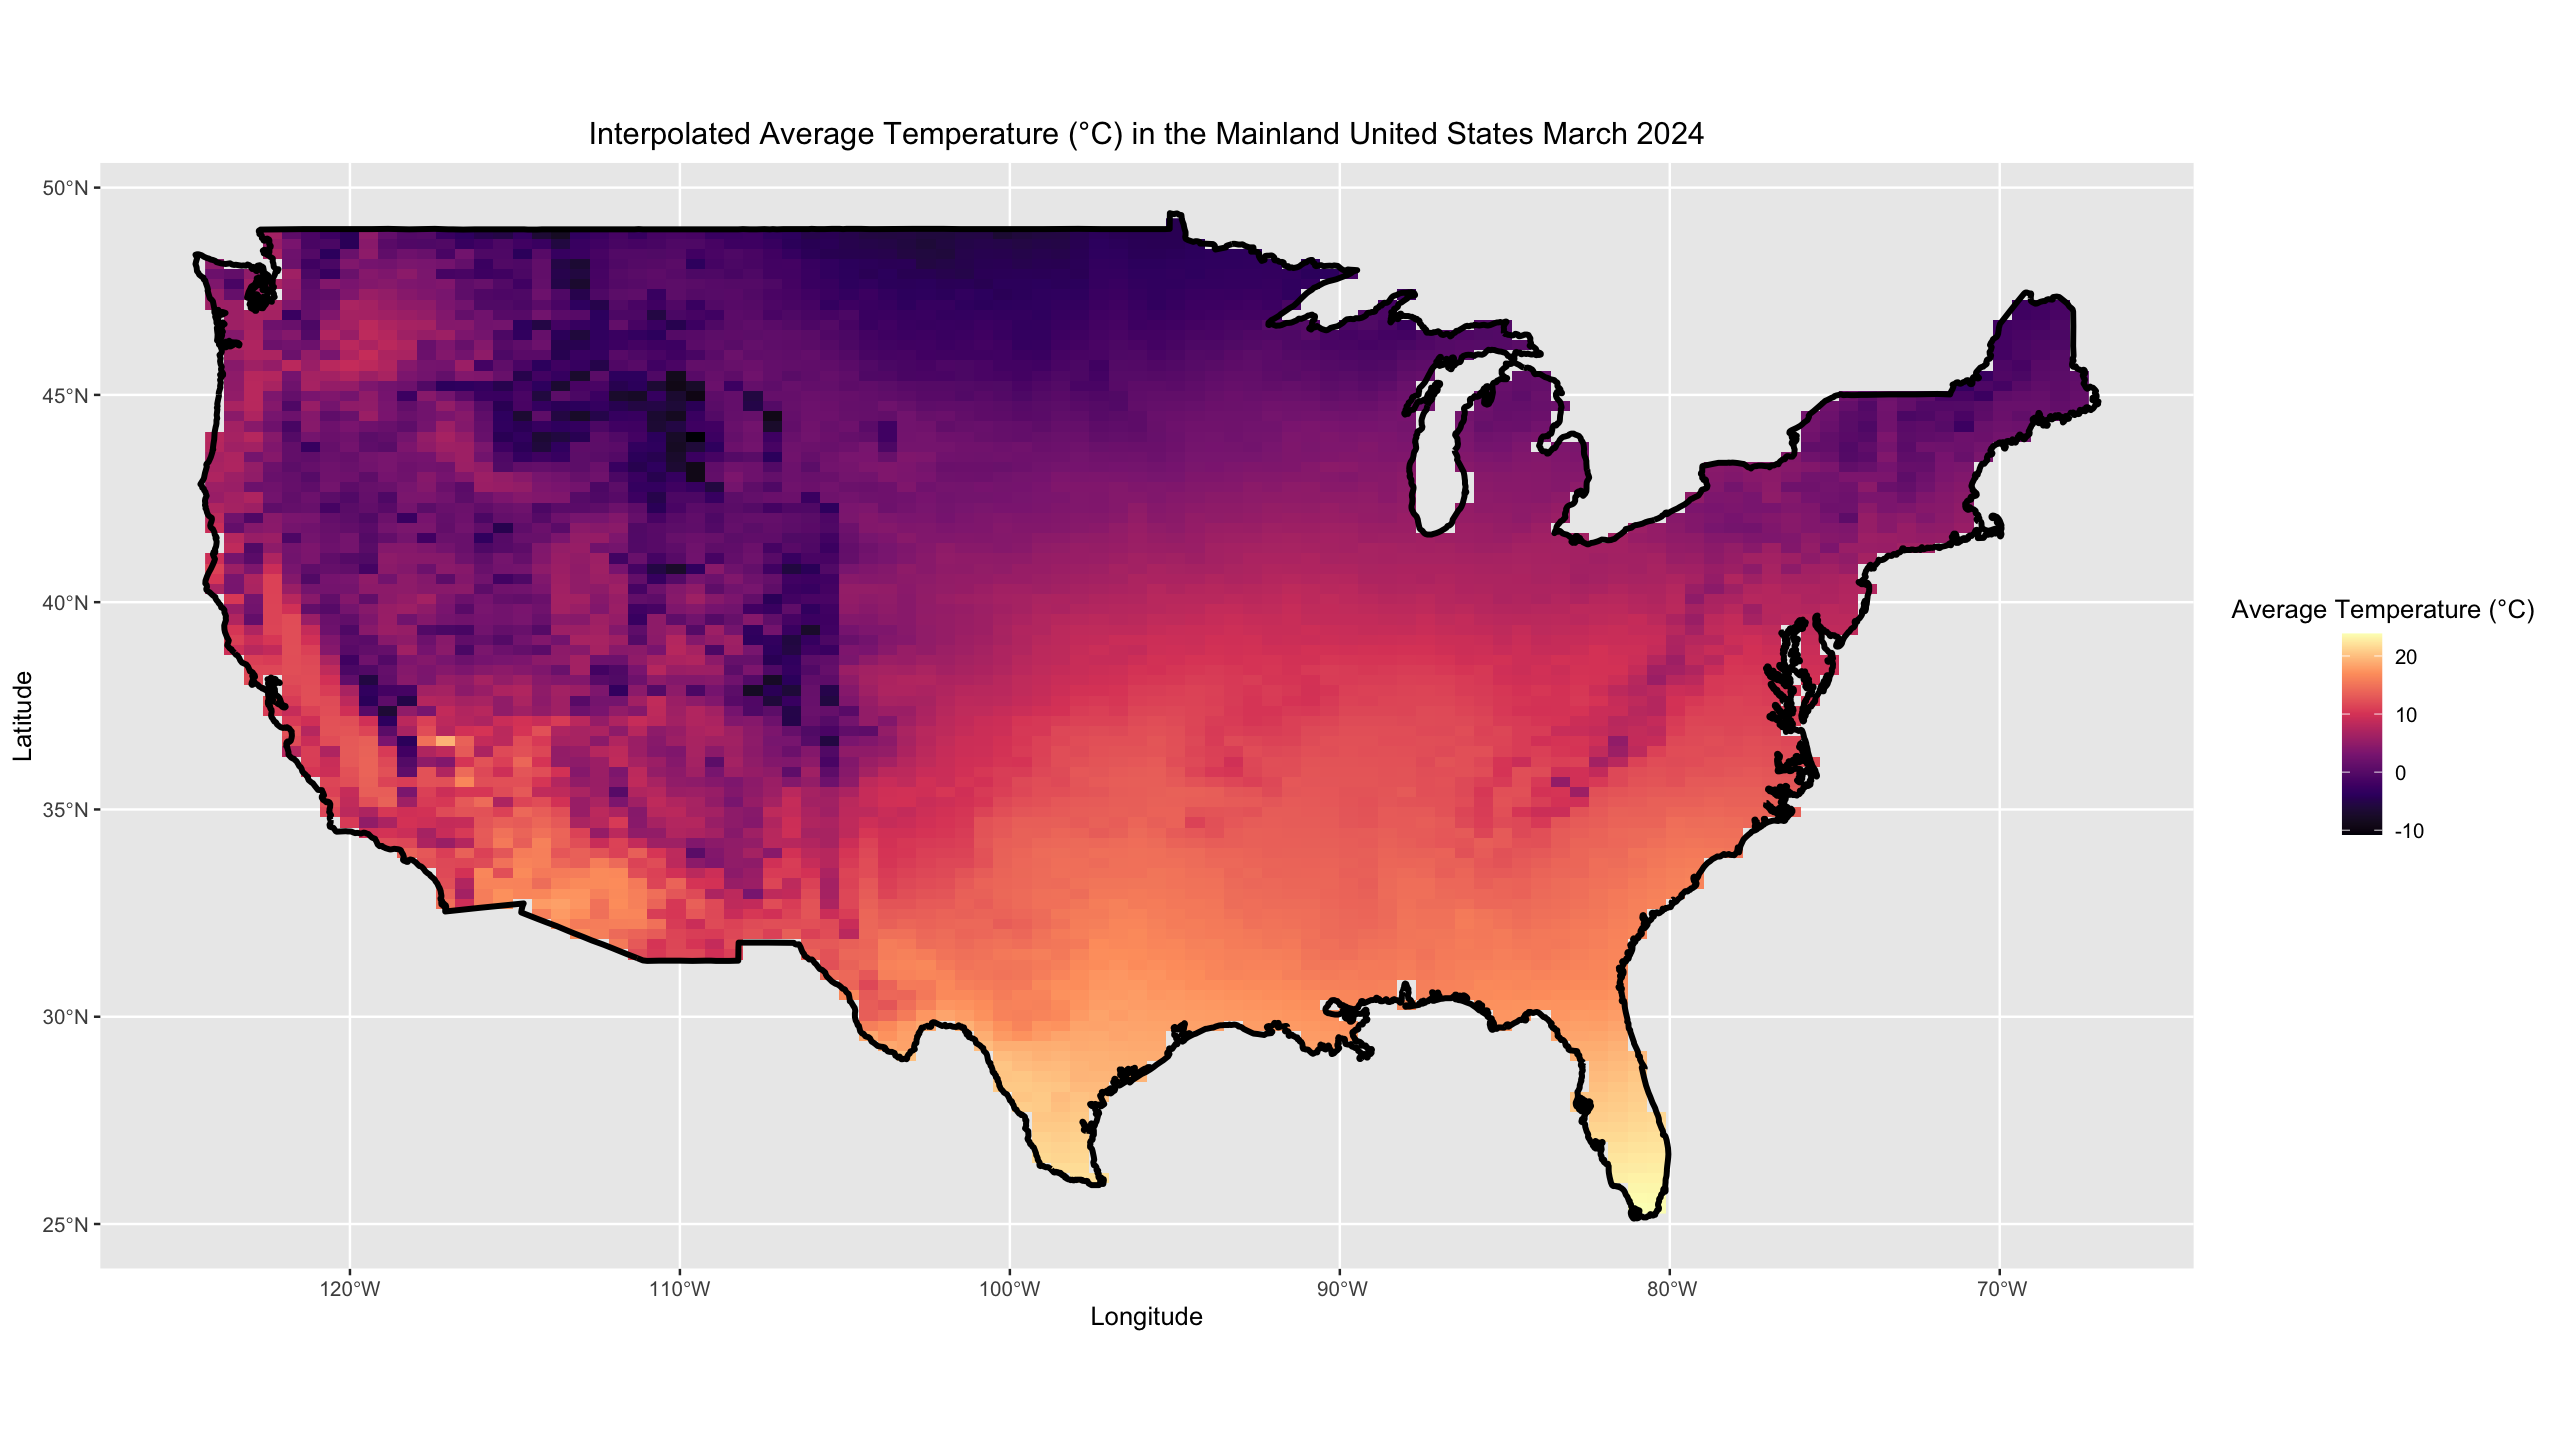 Interpolated Average Temperature (°C) in the Mainland United States March 2024
50°N
45°N
40°N
35°N
30°N
25°N
Latitude
120°W
110°W
100°W
90°W
80°W
70°W
Longitude
Average Temperature (°C)
20
10
0
-10